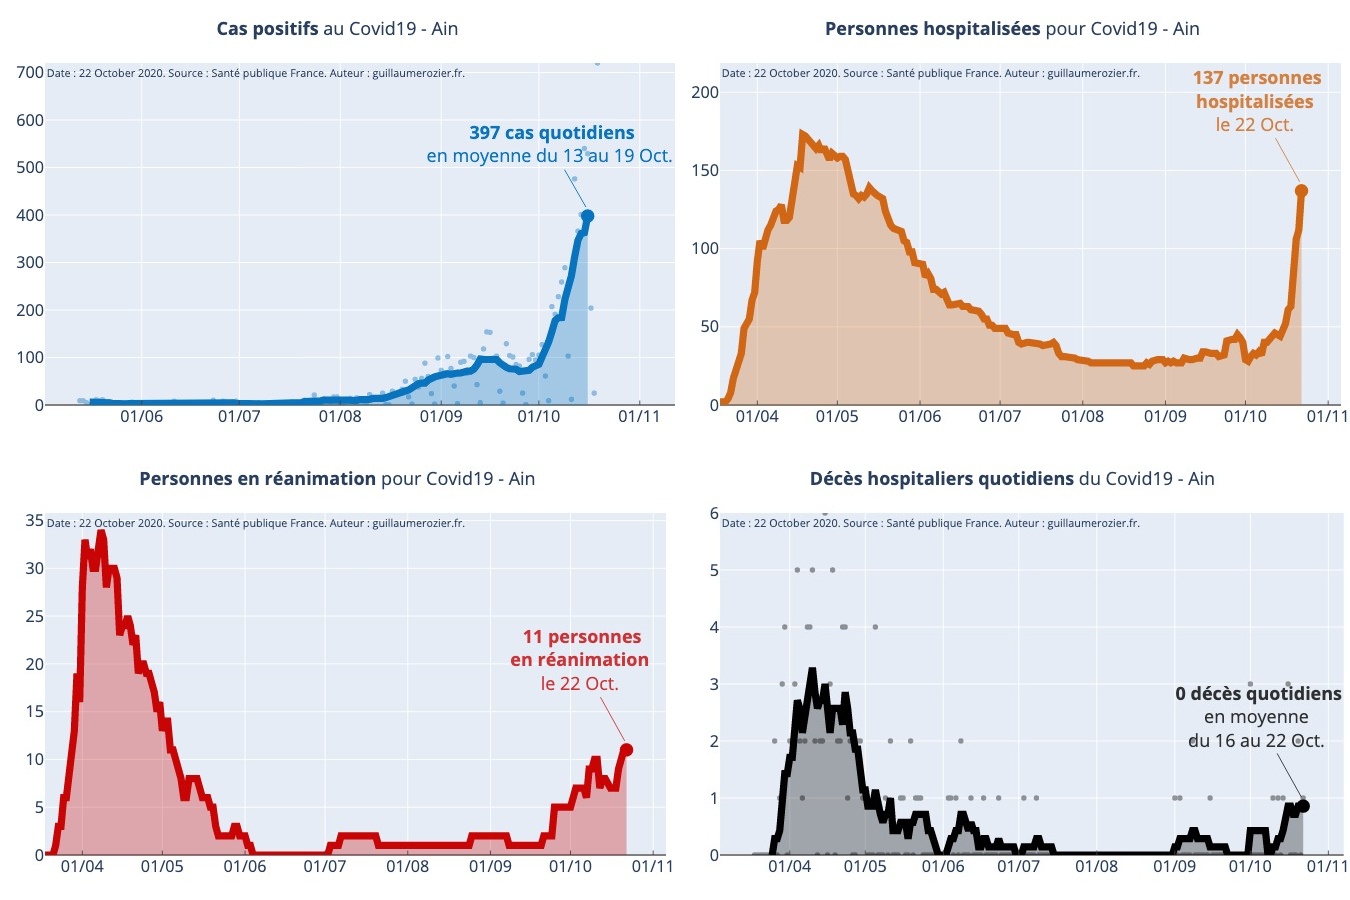 Cas positifs au Covid19 - Ain
700
Date : 22 October 2020. Source : Santé publique France. Auteur : guillaumerozier.fr.
600
500
400
300
200
100
0
397 cas quotidiens
en moyenne du 13 au 19 Oct.
01/06 01/07 01/08 01/09 01/10 01/11
Personnes hospitalisées pour Covid19 - Ain
Date : 22 October 2020. Source : Santé publique France. Auteur : guillaumerozier.fr.
200
150
100
50
0
137 personnes
hospitalisées
le 22 Oct.
01/04 01/05 01/06 01/07 01/08 01/09 01/10 01/11
Personnes en réanimation pour Covid19 - Ain
35
Date : 22 October 2020. Source : Santé publique France. Auteur : guillaumerozier.fr.
30
25
20
15
10
5
0
11 personnes
en réanimation
le 22 Oct.
01/04 01/05 01/06 01/07 01/08 01/09 01/10 01/11
Décès hospitaliers quotidiens du Covid19 - Ain
6
Date : 22 October 2020. Source : Santé publique France. Auteur : guillaumerozier.fr.
5
4
3
2
1
0
0 décès quotidiens
en moyenne
du 16 au 22 Oct.
01/04 01/05 01/06 01/07 01/08 01/09 01/10 01/11